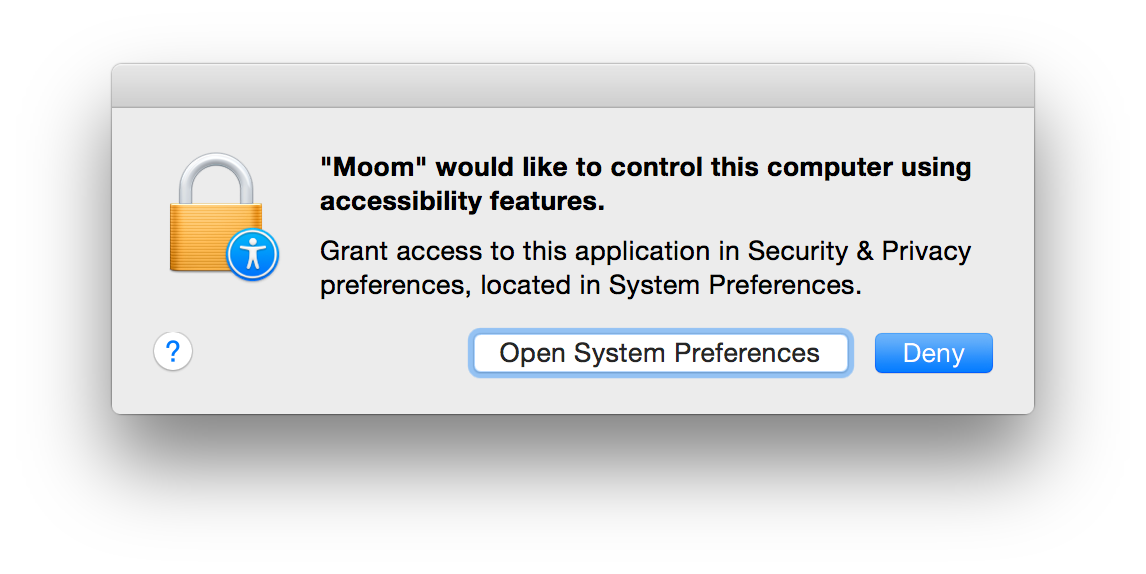 "Moom" would like to control this computer using
accessibility features.
Grant access to this application in Security & Privacy
preferences, located in System Preferences.
?
Open System Preferences
Deny